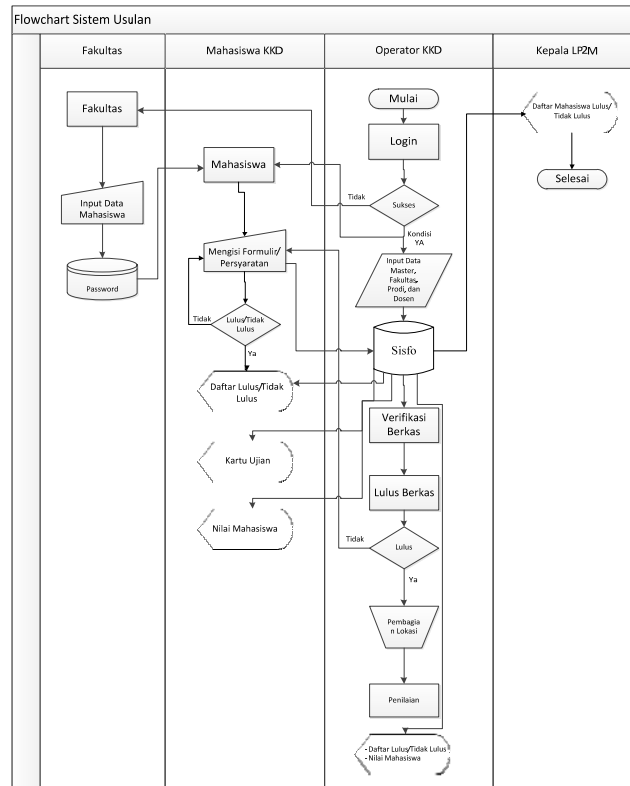 Flowchart Sistem Usulan
Fakultas
Mahasiswa KKD
Operator KKD
Kepala LP2M
Fakultas
Input Data
Mahasiswa
Password
Mahasiswa
Mengisi Formulir/
Persyaratan
Tidak
Lulus/Tidak
Lulus
Ya
Daftar Lulus/Tidak
Lulus
Kartu Ujian
Nilai Mahasiswa
Mulai
Login
Tidak
Sukses
Kondisi
YA
Input Data
Master,
Fakultas,
Prodi, dan
Dosen
Sisfo
Verifikasi
Berkas
Lulus Berkas
Tidak
Lulus
Ya
Pembagia
n Lokasi
Penilaian
- Daftar Lulus/Tidak Lulus
- Nilai Mahasiswa
Daftar Mahasiswa Lulus/
Tidak Lulus
Selesai